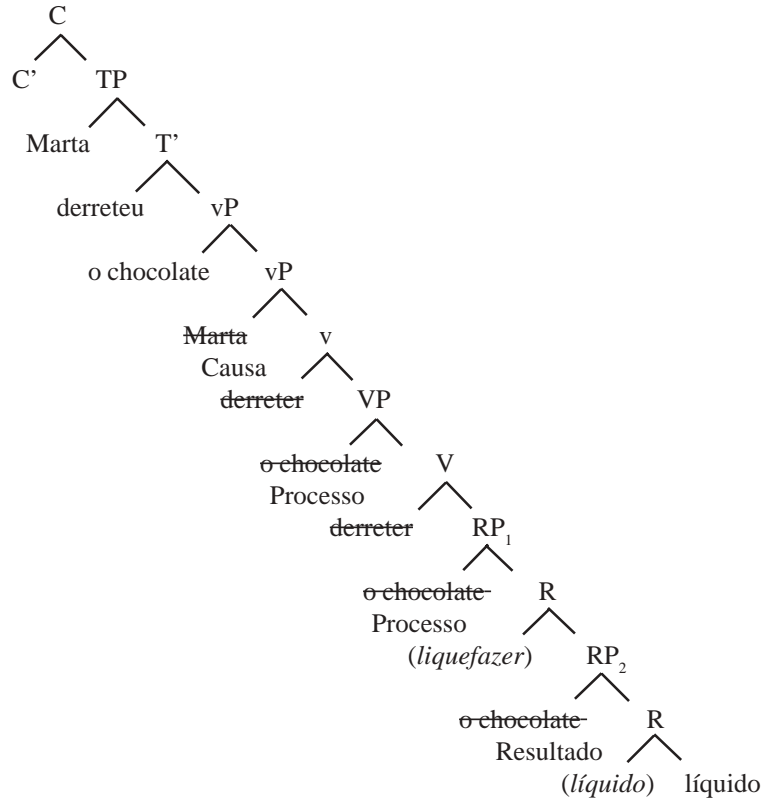 C
C’ TP
Marta T’
derreteu vP
o chocolate vP
Marta v
Causa
derreter VP
o chocolate V
Processo
derreter RP1
o chocolate R
Processo
(liquefazer) RP2
o chocolate R
Resultado
(líquido) líquido